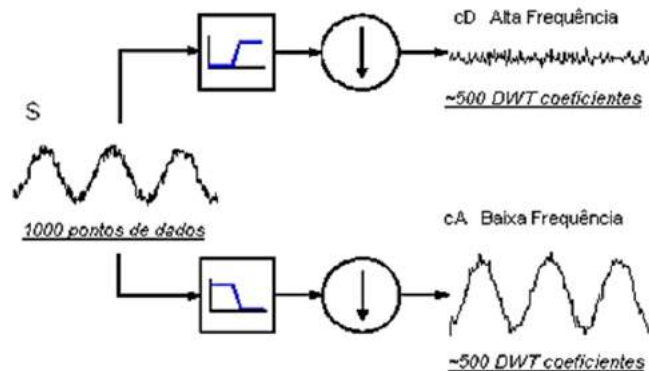 cD Alta Frequência
~500 DWT coeficientes
S
1000 pontos de dados
cA Baixa Frequência
~500 DWT coeficientes